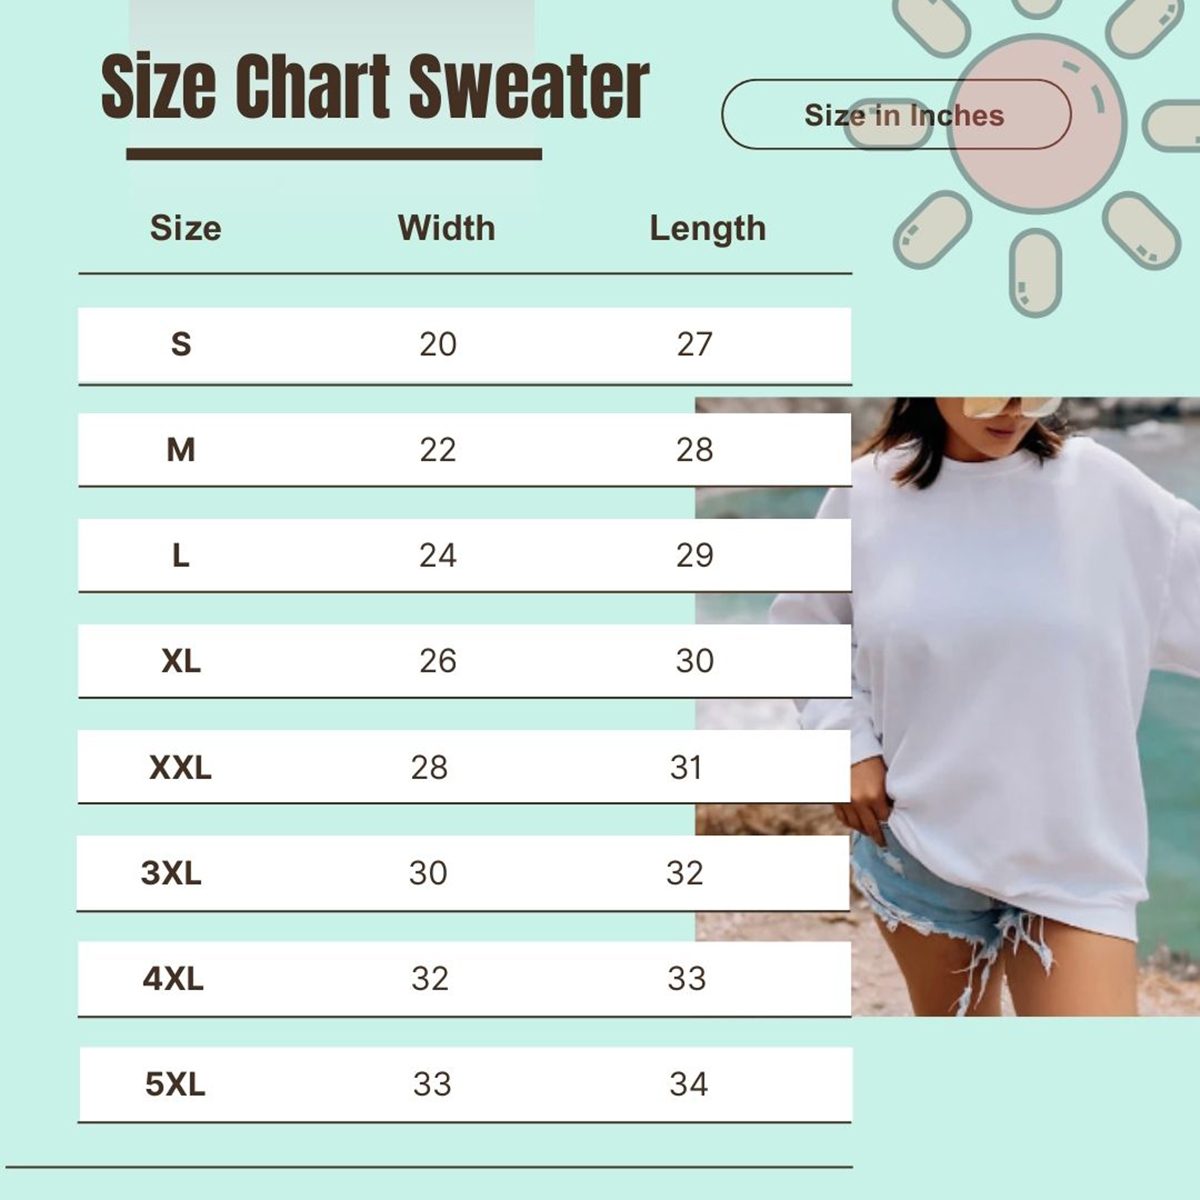 Size Chart Sweater
Size in Inches
Size Width Length
S 20 27
M 22 28
L 24 29
XL 26 30
XXL 28 31
3XL 30 32
4XL 32 33
5XL 33 34